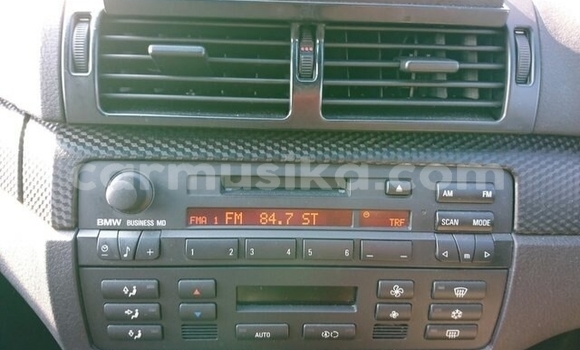 carmusika.com
AM FM
FMA 1 FM 84.7 ST TRF
SCAN MODE
BMW BUSINESS MD
1 2 3 4 5 6
m
AUTO